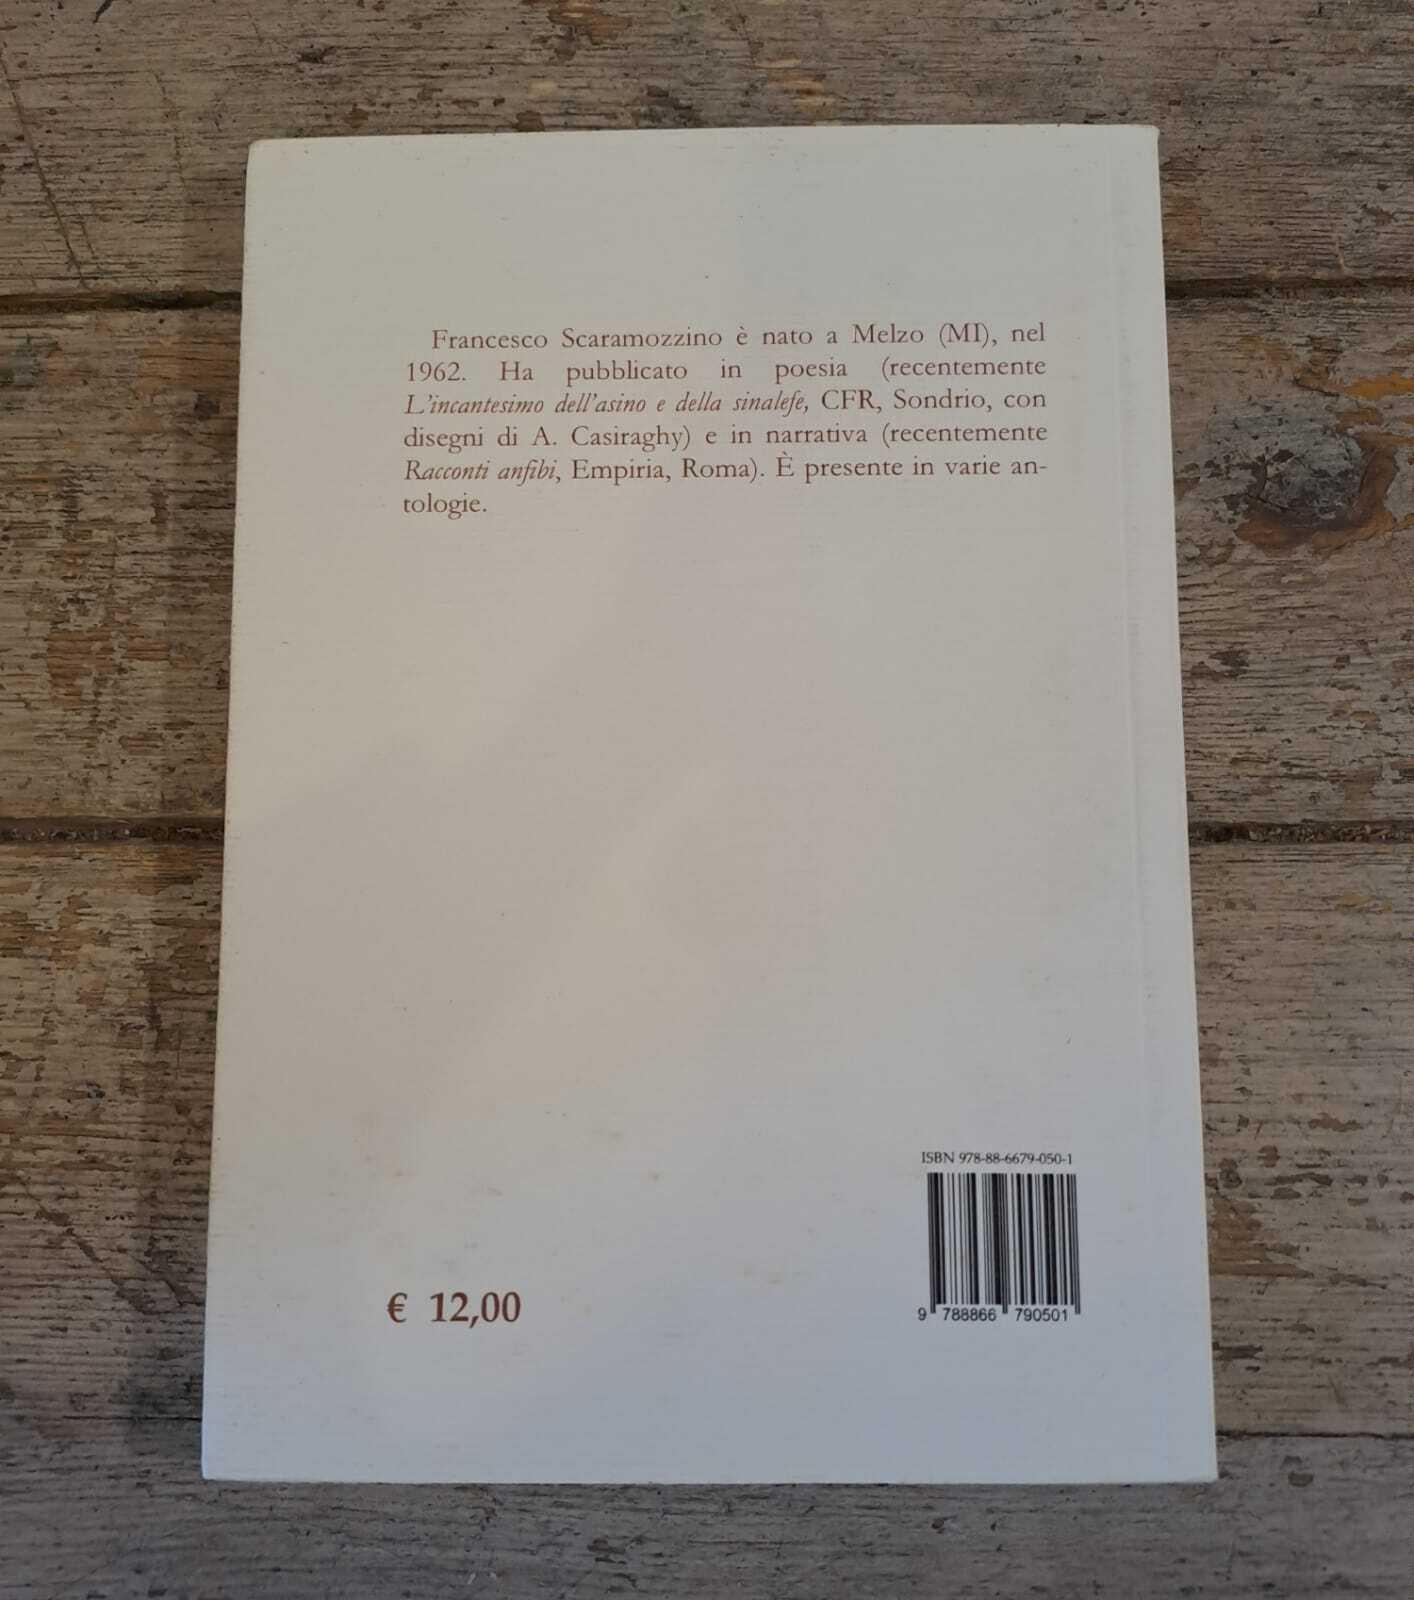 Francesco Scaramozzino è nato a Melzo (MI), nel
1962. Ha pubblicato in poesia (recentemente
L'incantesimo dell'asino e della sinalefe, CFR, Sondrio, con
disegni di A. Casiraghy) e in narrativa (recentemente
Racconti anfibi, Empiria, Roma). È presente in varie an-
tologie.
ISBN 978-88-6679-050-1
9 788866 790501
€ 12,00